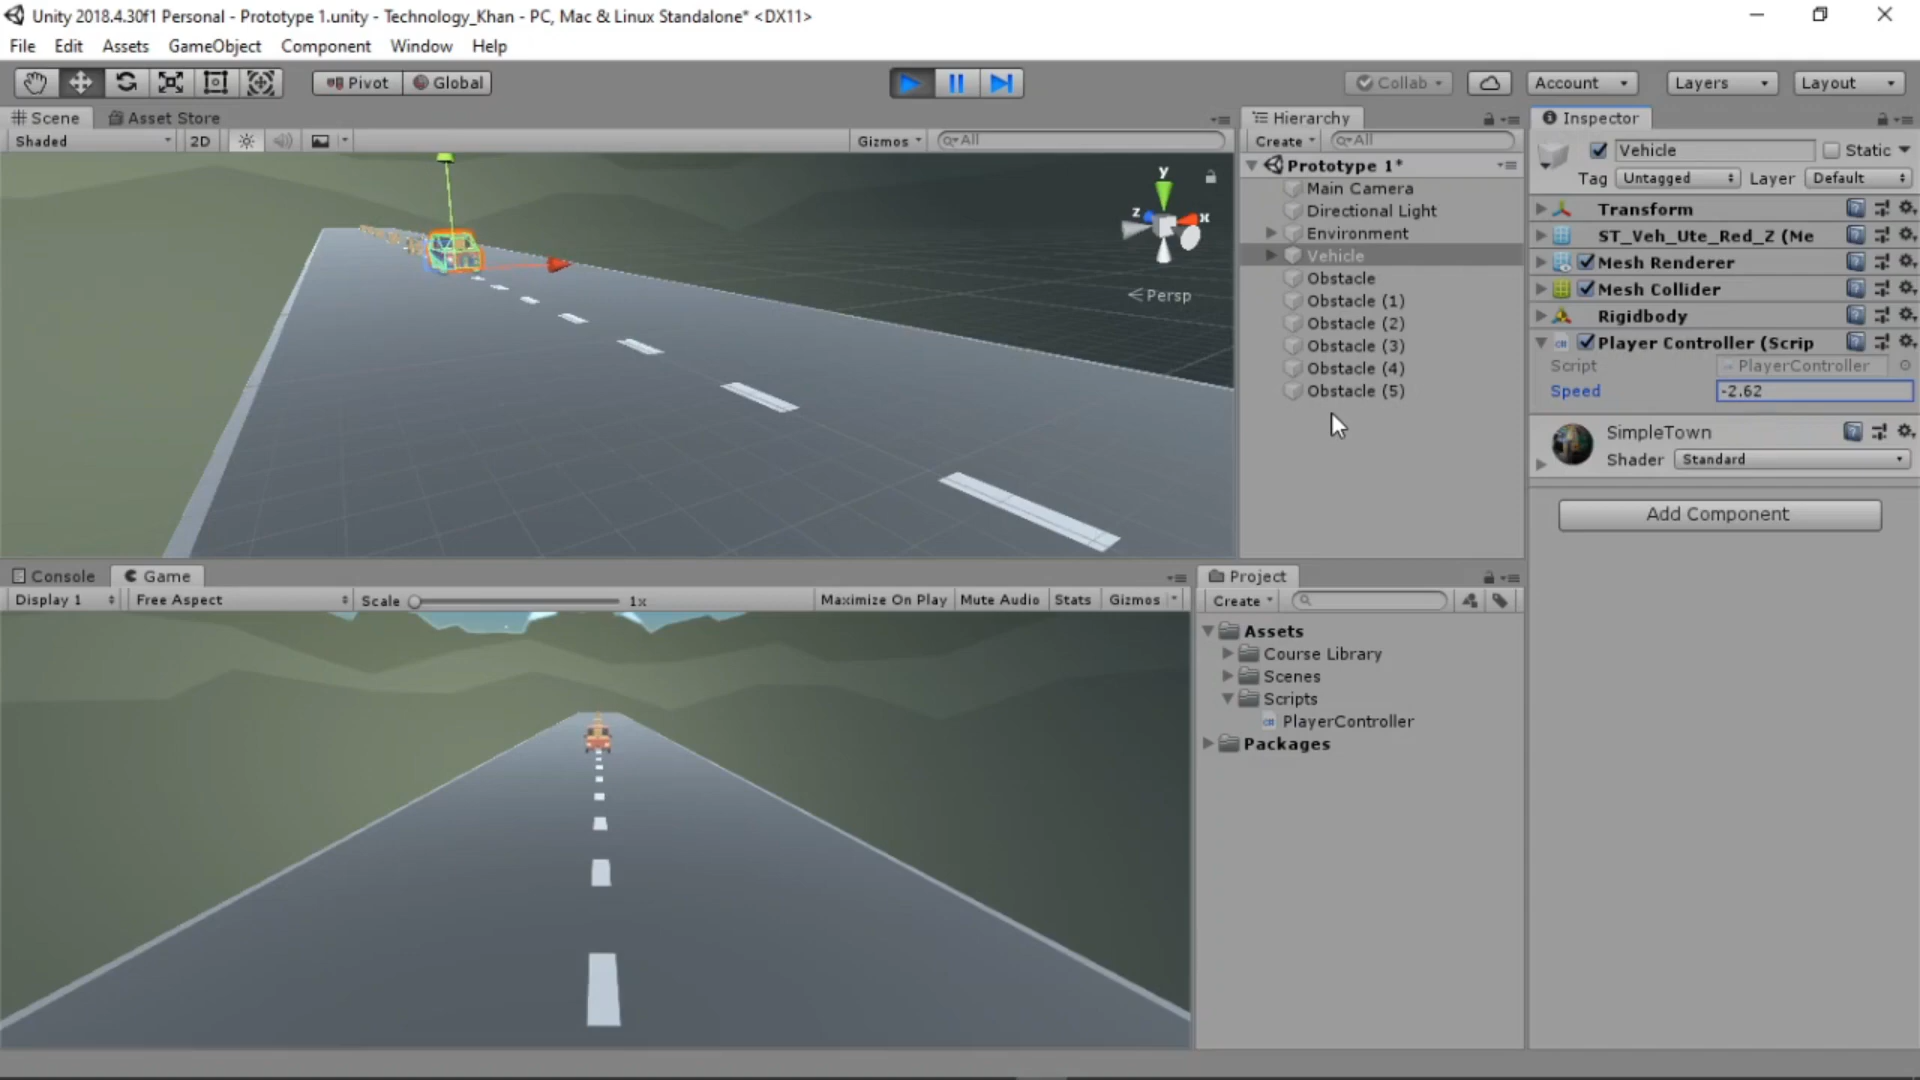 Unity 2018.4.30f1 Personal - Prototype 1.unity - Technology_Khan - PC, Mac & Linux Standalone* <DX11>
File Edit Assets GameObject Component Window Help
Pivot Global Collab Account Layers Layout
Scene Asset Store
Shaded 2D Gizmos All
y
z x
Persp
Hierarchy
Create All
Prototype 1*
Main Camera
Directional Light
Environment
Vehicle
Obstacle
Obstacle (1)
Obstacle (2)
Obstacle (3)
Obstacle (4)
Obstacle (5)
Inspector
Vehicle Static
Tag Untagged Layer Default
Transform
ST_Veh_Ute_Red_Z (Me
Mesh Renderer
Mesh Collider
Rigidbody
Player Controller (Scrip
Script PlayerController
Speed -2.62
SimpleTown
Shader Standard
Add Component
Console Game
Display 1 Free Aspect Scale 1x Maximize On Play Mute Audio Stats Gizmos
Project
Create
Assets
Course Library
Scenes
Scripts
PlayerController
Packages